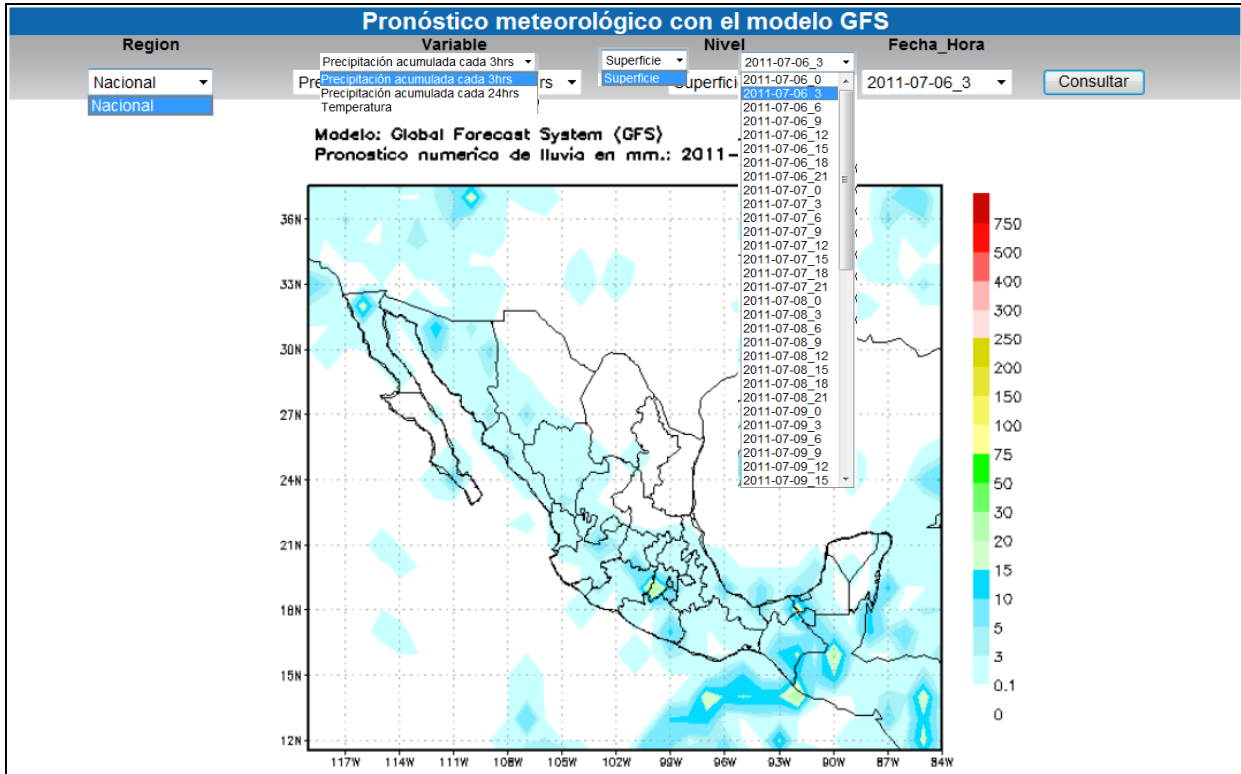 Pronóstico meteorológico con el modelo GFS
Region Variable Nivel Fecha_Hora
Precipitación acumulada cada 3hrs Superficie 2011-07-06_3
Nacional rs 2011-07-06_3 Consultar
Nacional
Precipitación acumulada cada 3hrs
Precipitación acumulada cada 24hrs
Temperatura
Superficie
2011-07-06_0
2011-07-06_3
2011-07-06_6
2011-07-06_9
2011-07-06_12
2011-07-06_15
2011-07-06_18
2011-07-06_21
2011-07-07_0
2011-07-07_3
2011-07-07_6
2011-07-07_9
2011-07-07_12
2011-07-07_15
2011-07-07_18
2011-07-07_21
2011-07-08_0
2011-07-08_3
2011-07-08_6
2011-07-08_9
2011-07-08_12
2011-07-08_15
2011-07-08_18
2011-07-08_21
2011-07-09_0
2011-07-09_3
2011-07-09_6
2011-07-09_9
2011-07-09_12
2011-07-09_15
Modelo: Global Forecast System (GFS)
Pronostico numerico de lluvia en mm.: 2011-
36N
33N
30N
27N
24N
21N
18N
15N
12N
117W 114W 111W 108W 105W 102W 99W 96W 93W 90W 87W 84W
750
500
400
300
250
200
150
100
75
50
30
20
15
10
5
3
0.1
0